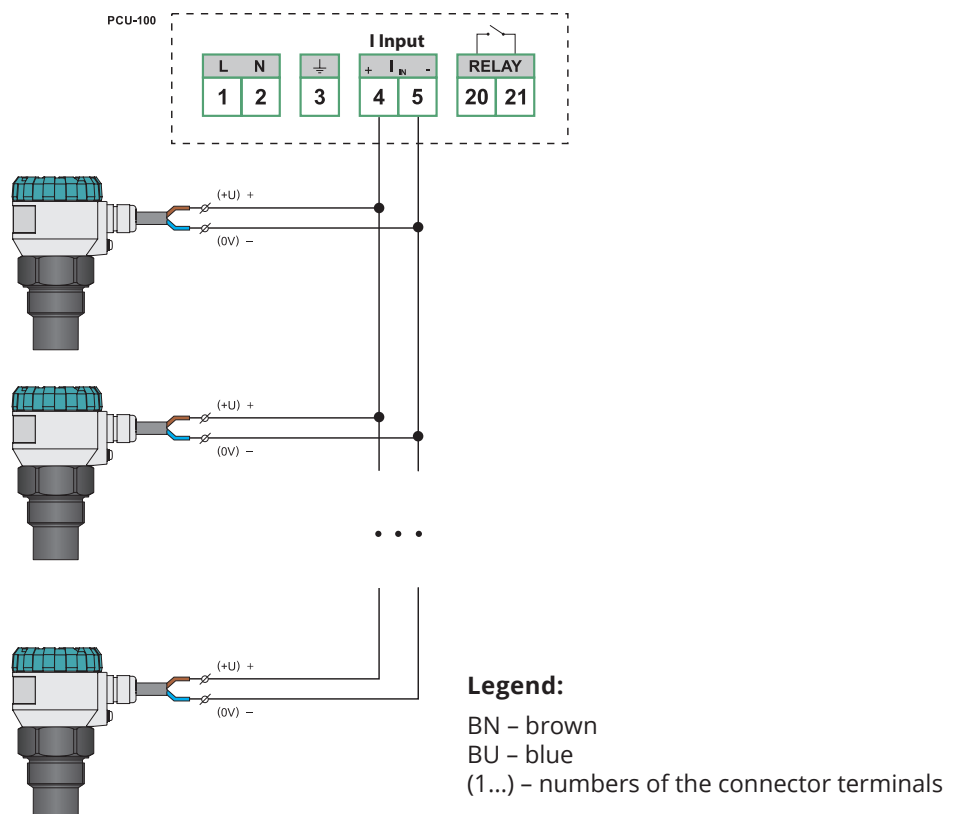 PCU-100
I Input
L N
+ I IN -
RELAY
1 2 3 4 5 20 21
(+U) +
(0V) –
(+U) +
(0V) –
(+U) +
(0V) –
Legend:
BN – brown
BU – blue
(1...) – numbers of the connector terminals